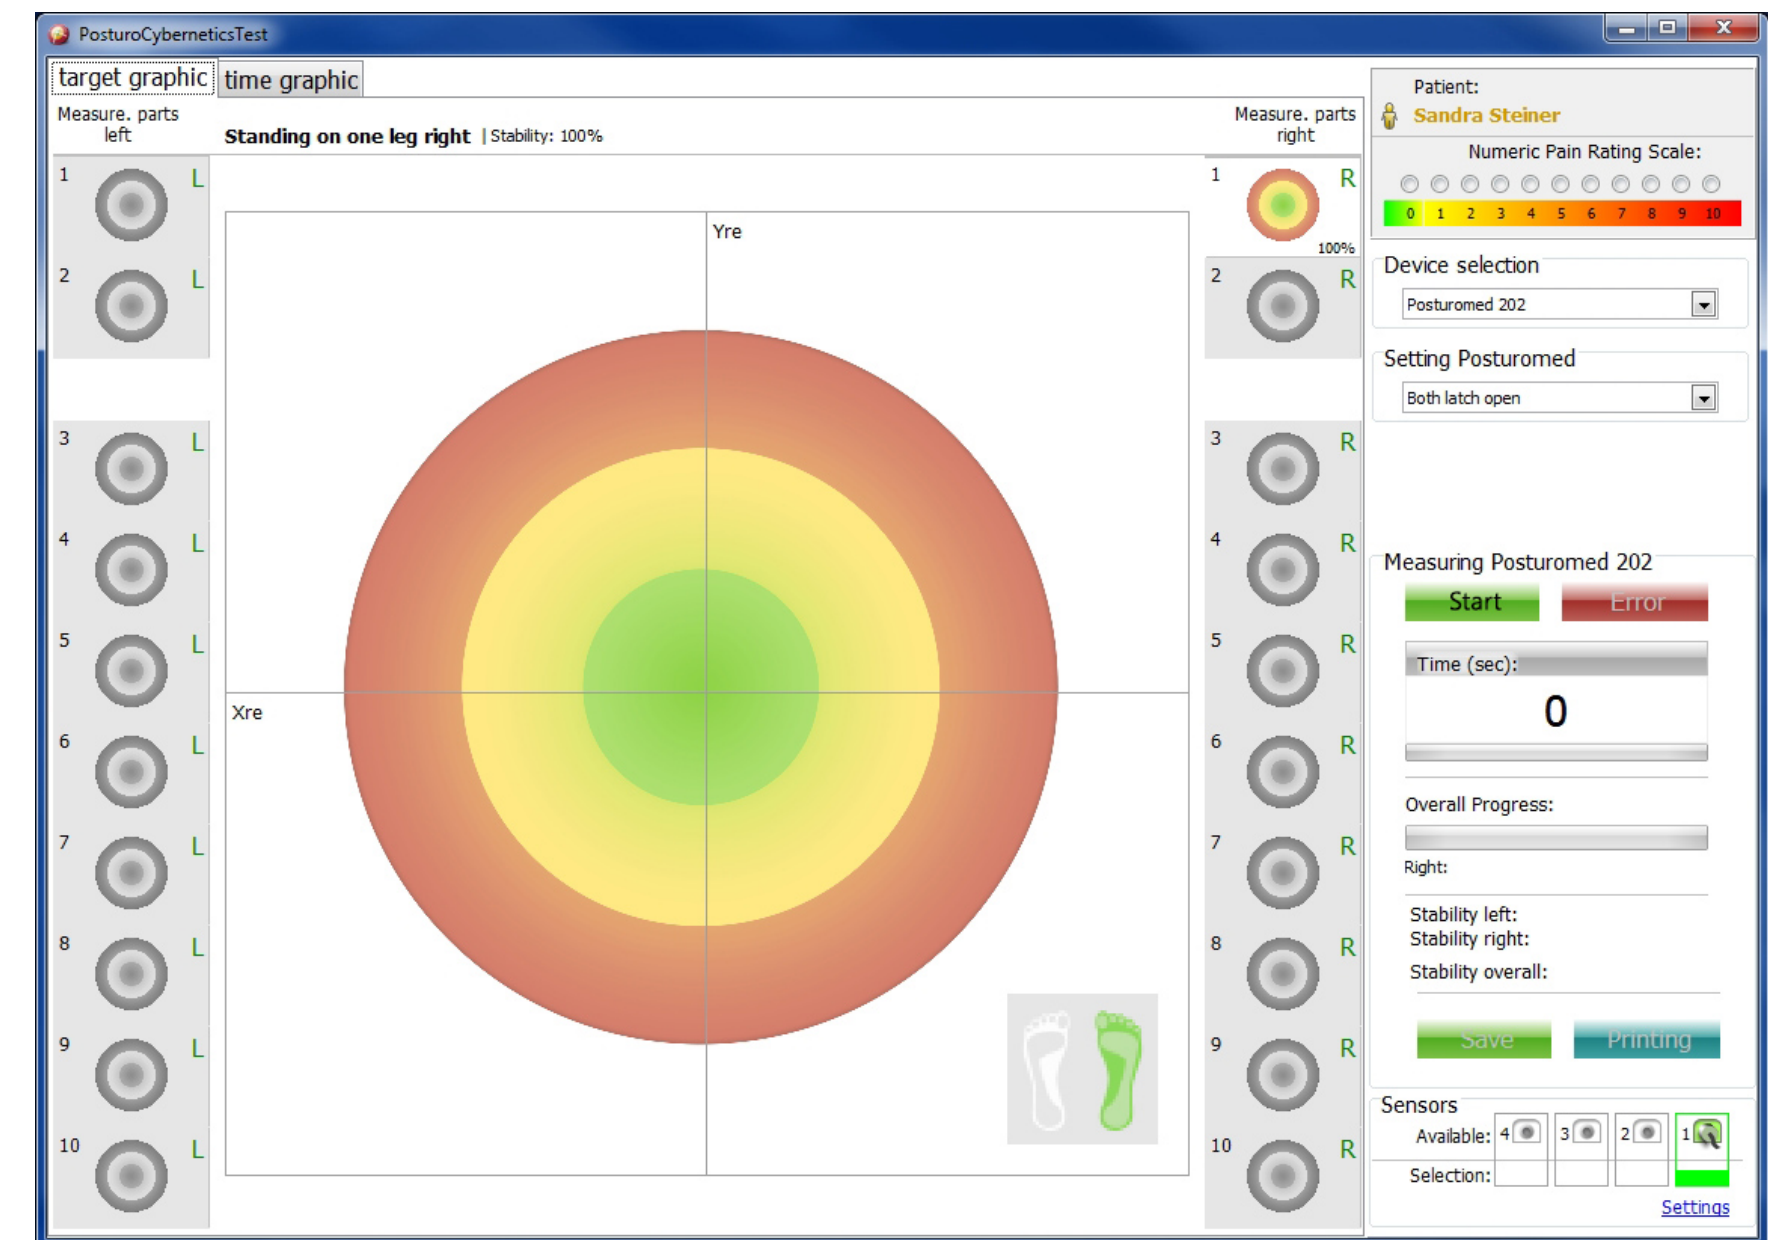 PosturoCyberneticsTest
target graphic
time graphic
Measure. parts
left
Standing on one leg right | Stability: 100%
Measure. parts
right
1 L
2 L
3 L
4 L
5 L
6 L
7 L
8 L
9 L
10 L
Yre
Xre
1 R
100%
2 R
3 R
4 R
5 R
6 R
7 R
8 R
9 R
10 R
Patient:
Sandra Steiner
Numeric Pain Rating Scale:
0 1 2 3 4 5 6 7 8 9 10
Device selection
Posturomed 202
Setting Posturomed
Both latch open
Measuring Posturomed 202
Start Error
Time (sec):
0
Overall Progress:
Right:
Stability left:
Stability right:
Stability overall:
Save Printing
Sensors
Available: 4 3 2 1
Selection:
Settings